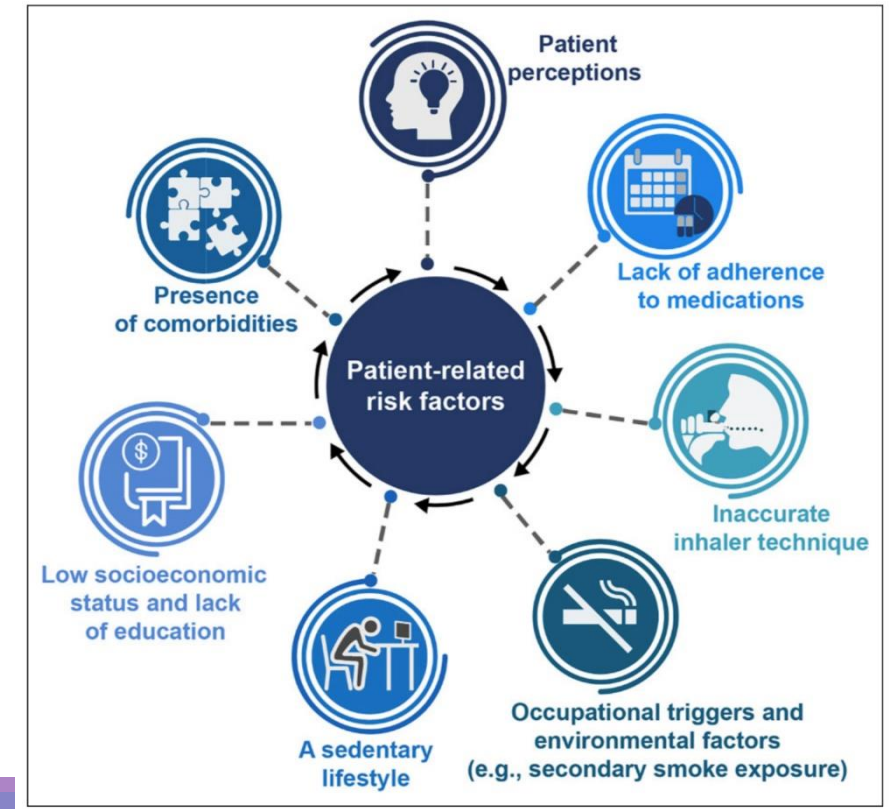 Patient
perceptions
Lack of adherence
to medications
Inaccurate
inhaler technique
Occupational triggers and
environmental factors
(e.g., secondary smoke exposure)
A sedentary
lifestyle
Low socioeconomic
status and lack
of education
$
Presence
of comorbidities
Patient-related
risk factors